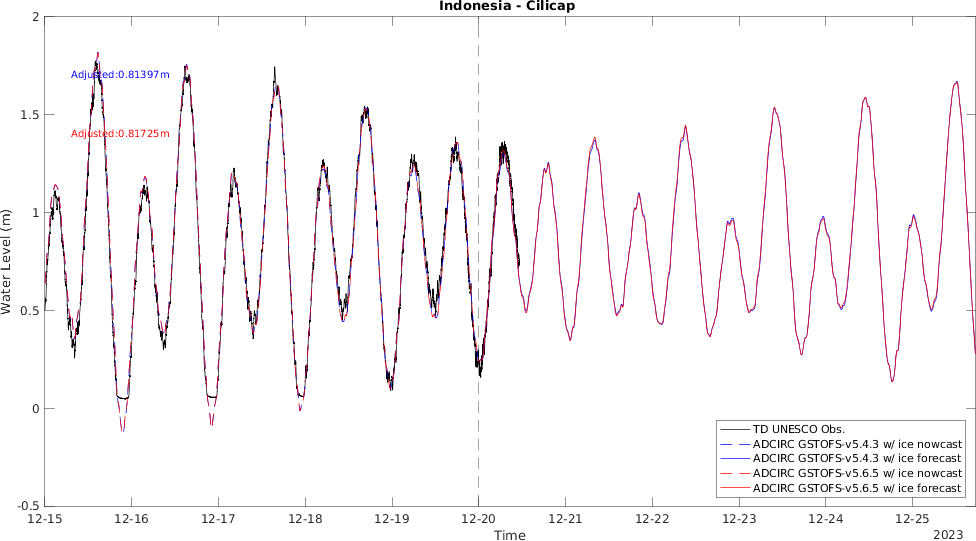 Indonesia - Cilicap
2
1.5
1
0.5
0
-0.5
Water Level (m)
Adjusted:0.81397m
Adjusted:0.81725m
TD UNESCO Obs.
ADCIRC GSTOFS-v5.4.3 w/ ice nowcast
ADCIRC GSTOFS-v5.4.3 w/ ice forecast
ADCIRC GSTOFS-v5.6.5 w/ ice nowcast
ADCIRC GSTOFS-v5.6.5 w/ ice forecast
12-15 12-16 12-17 12-18 12-19 12-20 12-21 12-22 12-23 12-24 12-25
Time
2023